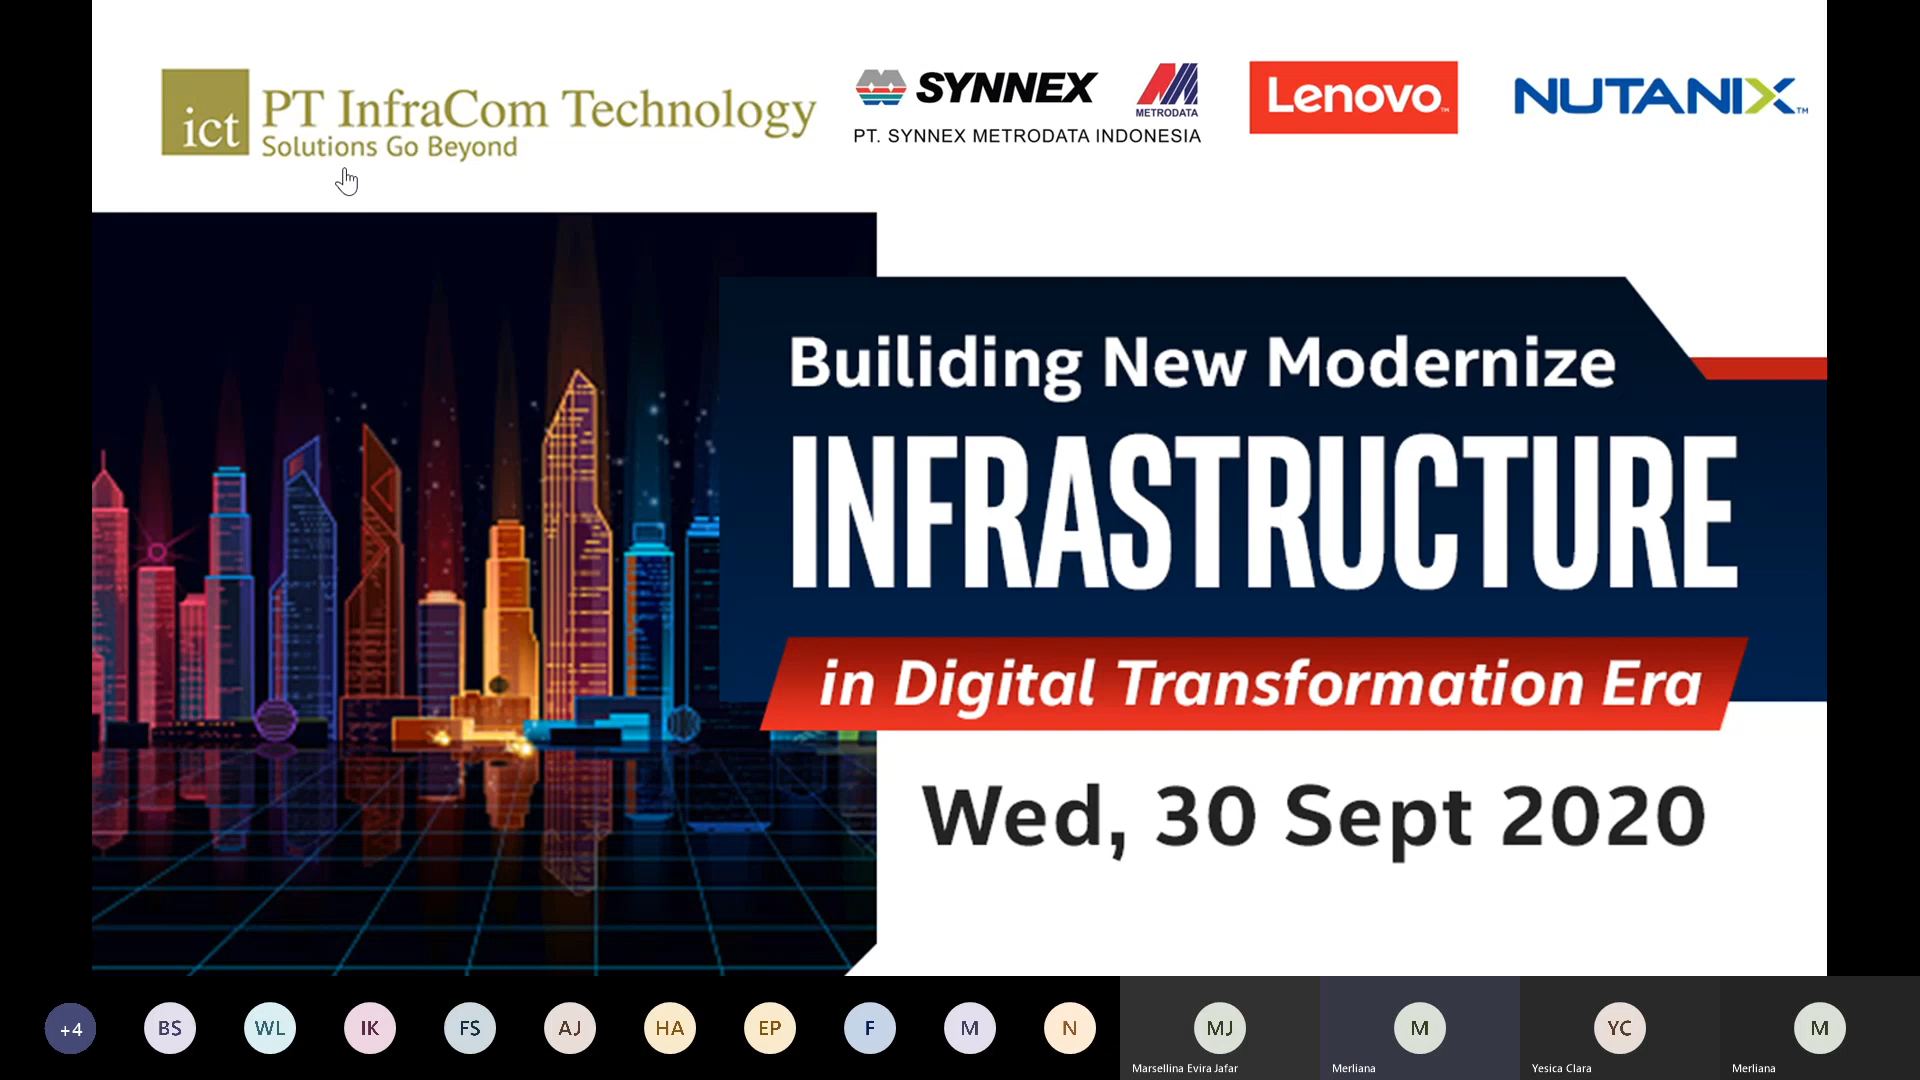 ict
PT InfraCom Technology
Solutions Go Beyond
SYNNEX
METRODATA
PT. SYNNEX METRODATA INDONESIA
Lenovo™
NUTANIX™
Builiding New Modernize
INFRASTRUCTURE
in Digital Transformation Era
Wed, 30 Sept 2020
+4
BS
WL
IK
FS
AJ
HA
EP
F
M
N
MJ
Marsellina Evira Jafar
M
Merliana
YC
Yesica Clara
M
Merliana